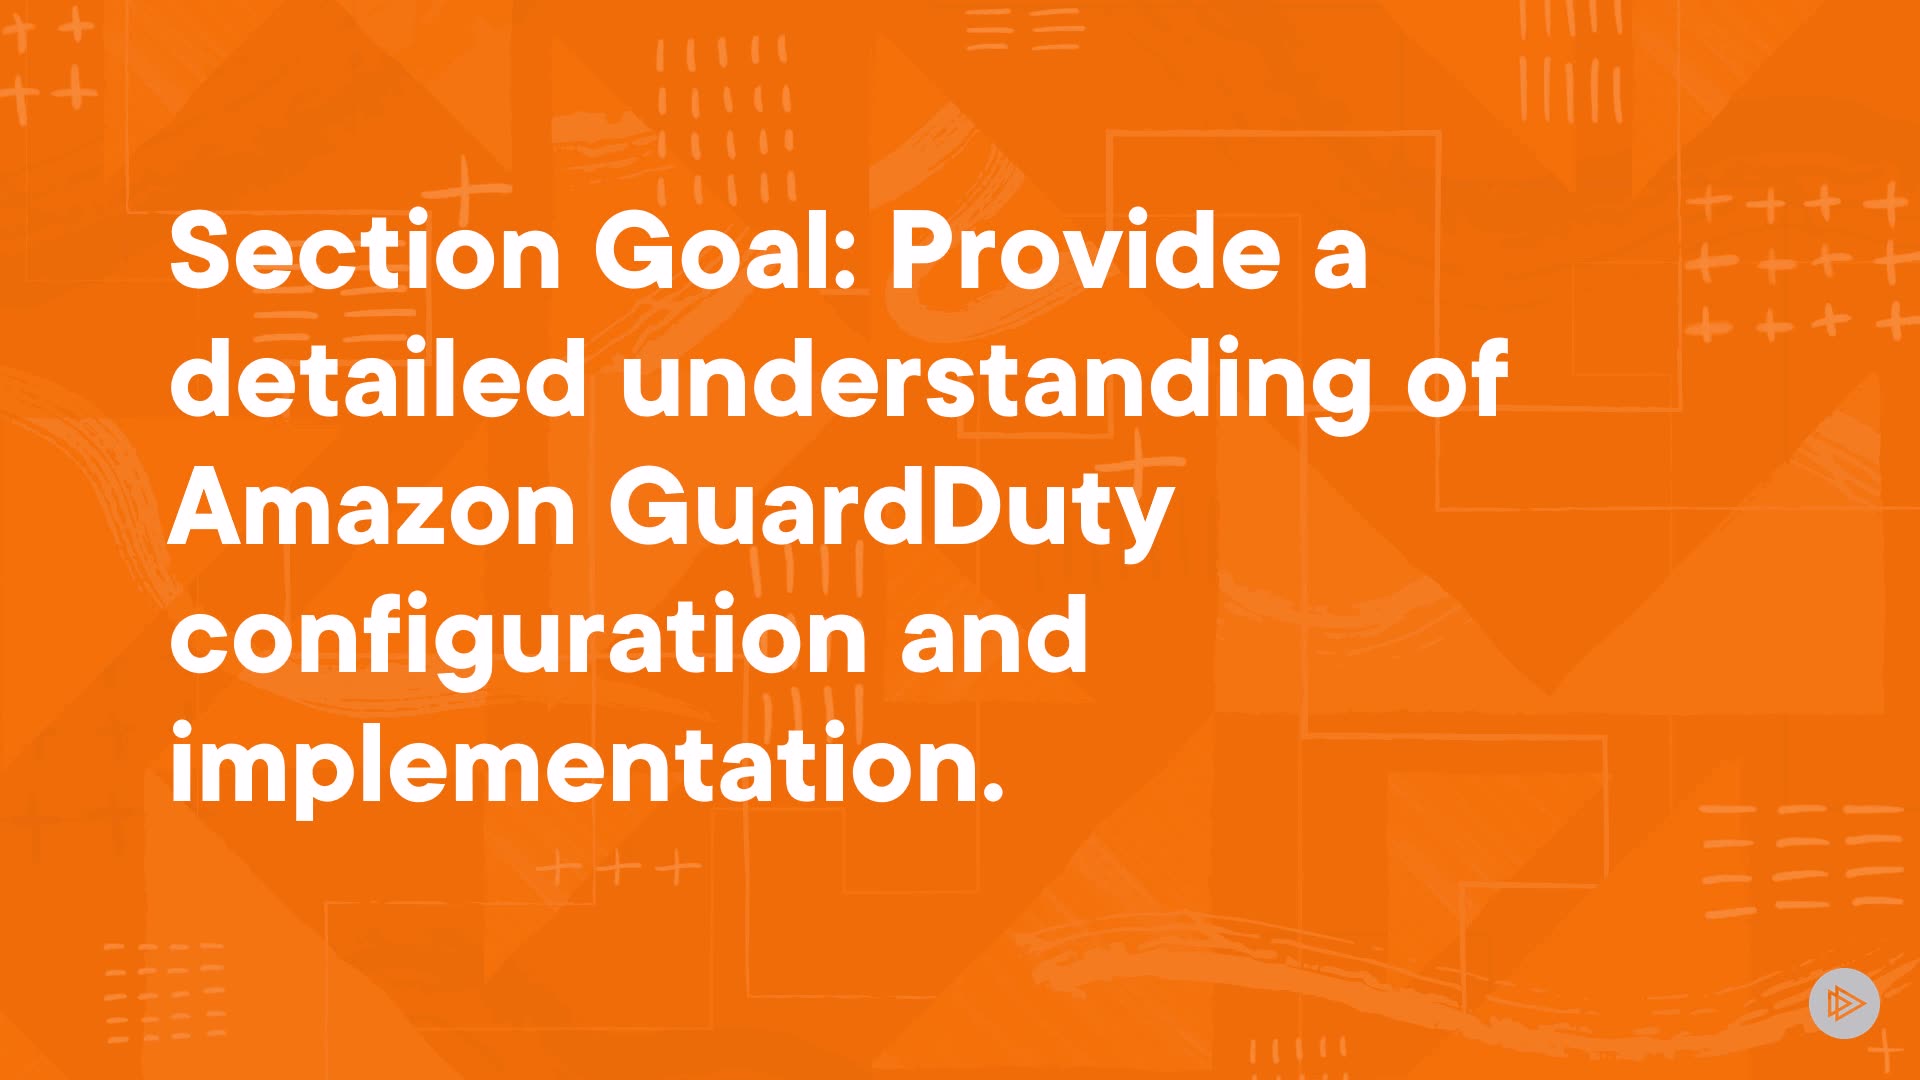 Section Goal: Provide a
detailed understanding of
Amazon GuardDuty
configuration and
implementation.